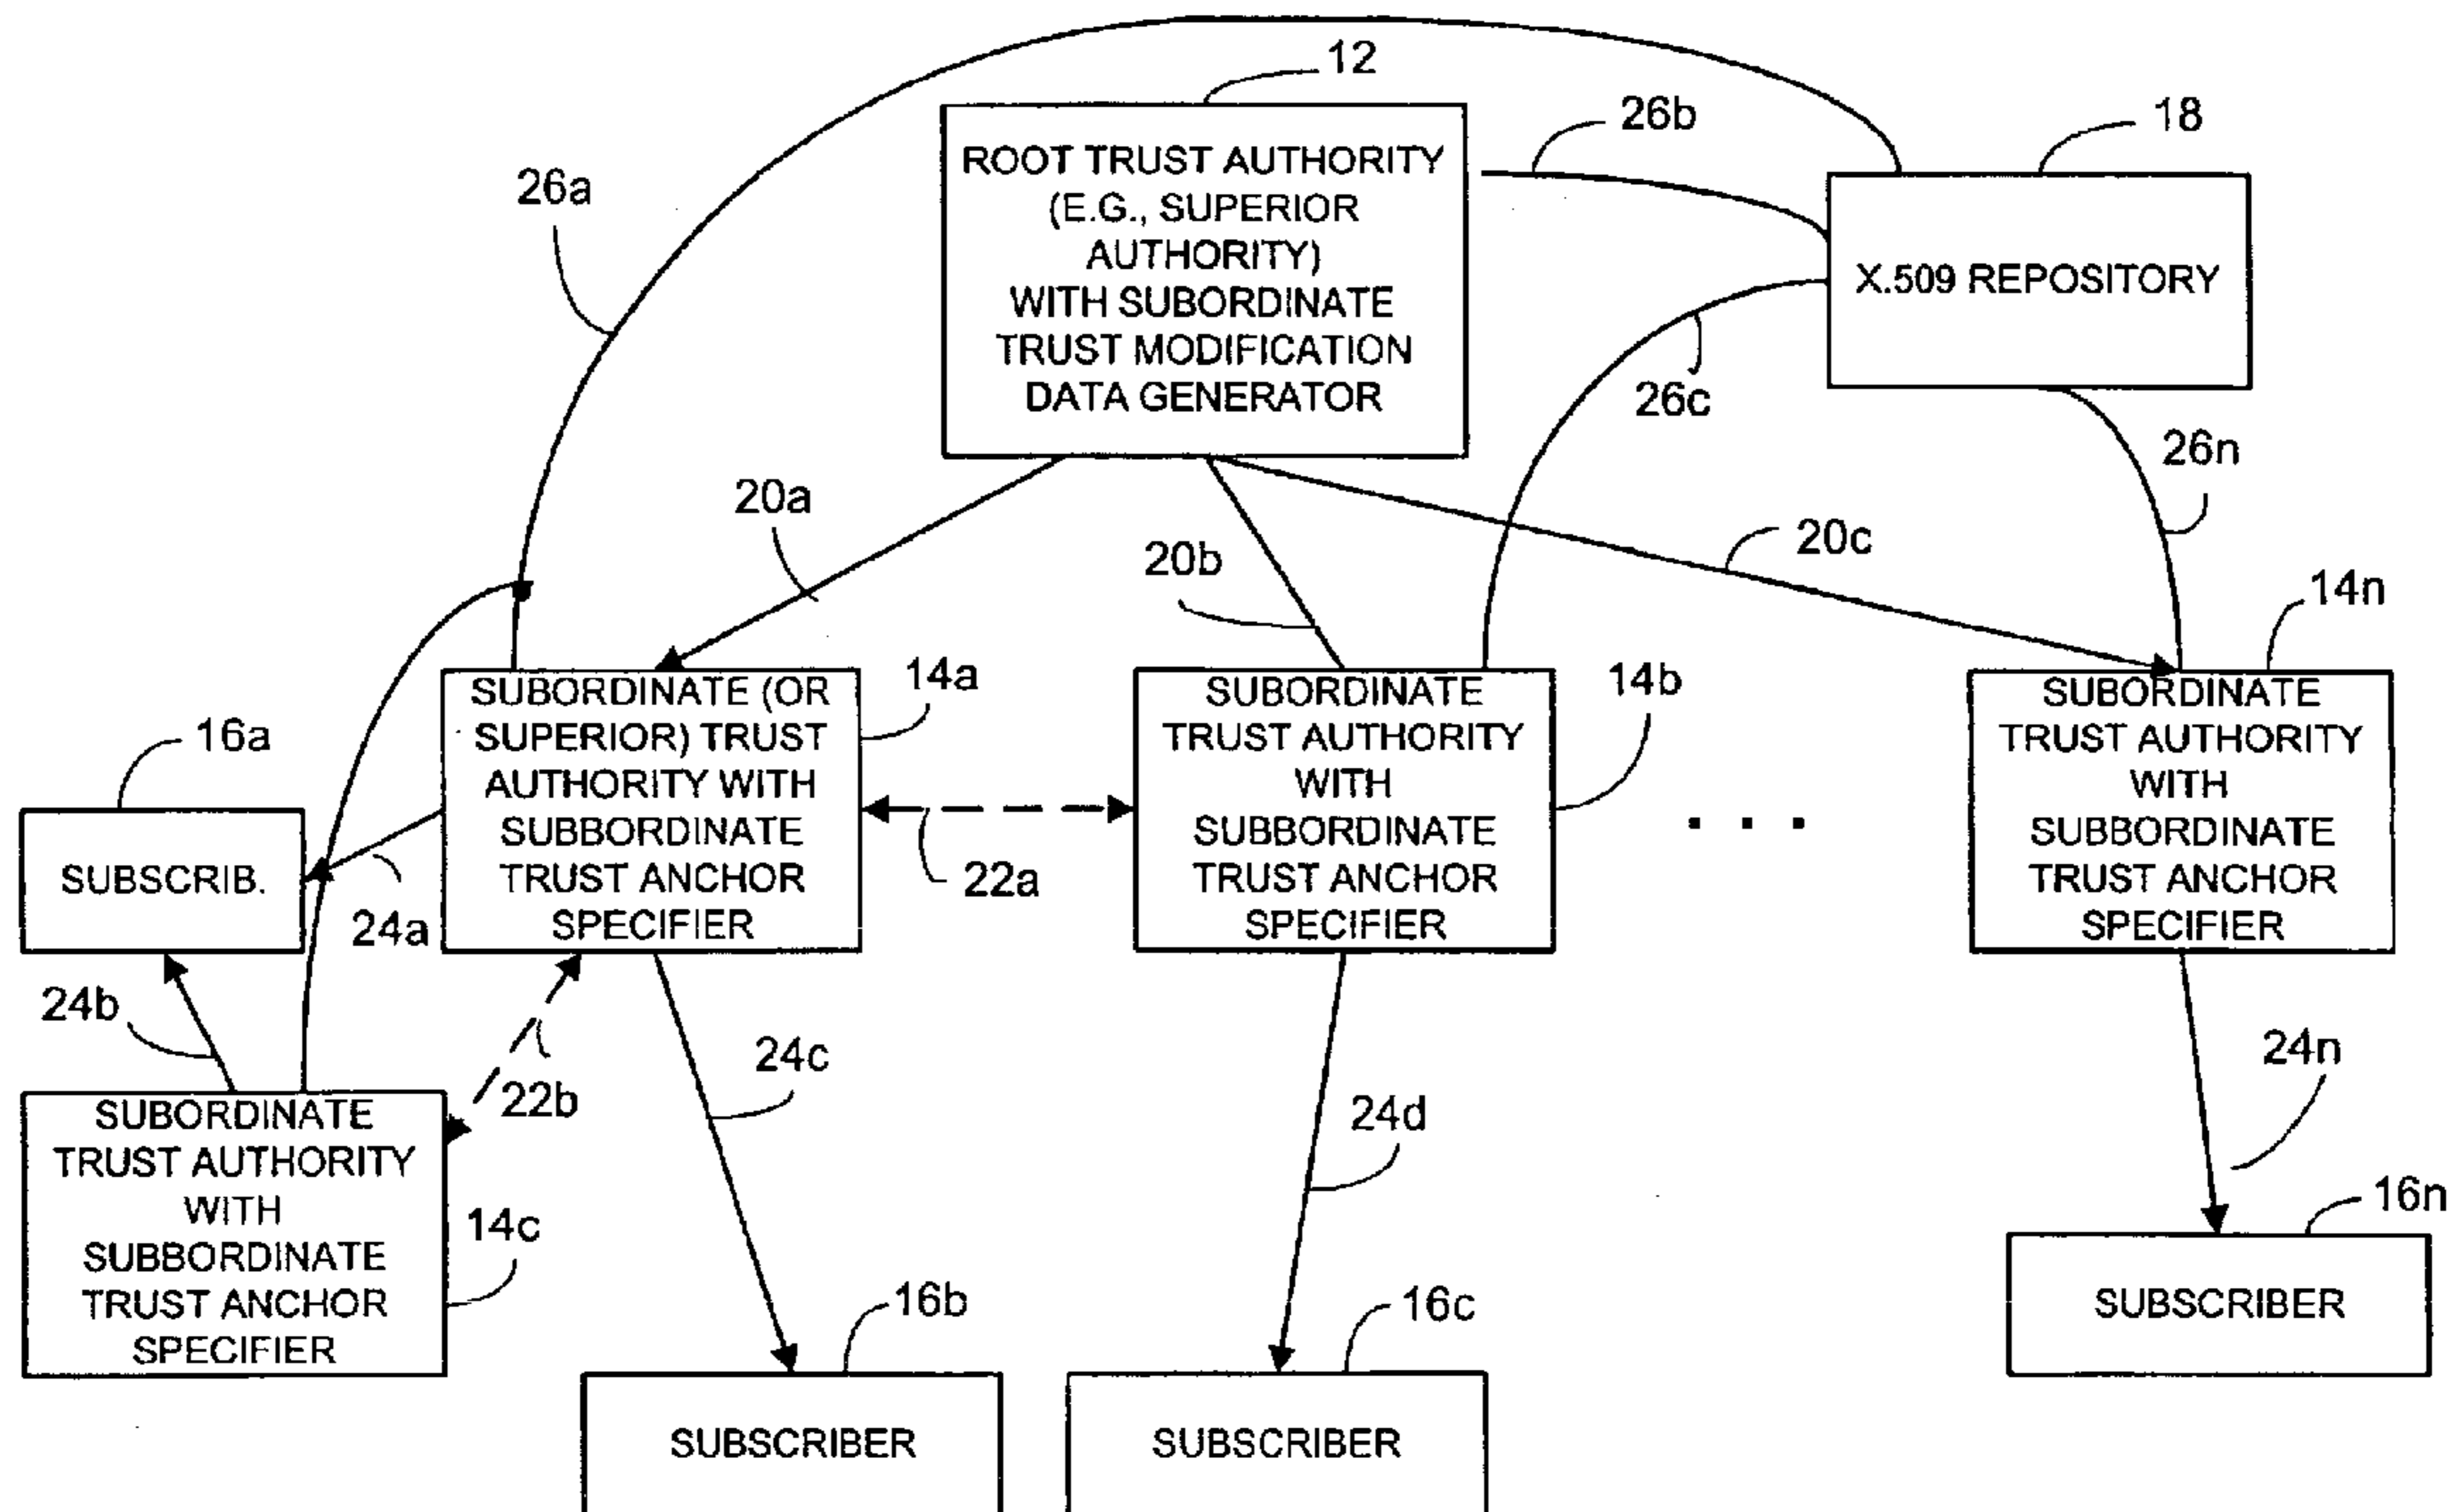 12
26b
18
ROOT TRUST AUTHORITY
(E.G., SUPERIOR
AUTHORITY)
WITH SUBORDINATE
TRUST MODIFICATION
DATA GENERATOR
26a
X.509 REPOSITORY
26c
26n
20a
20b
20c
14n
14a
SUBORDINATE (OR
SUPERIOR) TRUST
AUTHORITY WITH
SUBBORDINATE
TRUST ANCHOR
SPECIFIER
14b
SUBORDINATE
TRUST AUTHORITY
WITH
SUBBORDINATE
TRUST ANCHOR
SPECIFIER
SUBORDINATE
TRUST AUTHORITY
WITH
SUBBORDINATE
TRUST ANCHOR
SPECIFIER
16a
SUBSCRIB.
. . .
22a
24a
24b
22b
24c
24d
24n
SUBORDINATE
TRUST AUTHORITY
WITH
SUBBORDINATE
TRUST ANCHOR
SPECIFIER
14c
16n
16b
16c
SUBSCRIBER
SUBSCRIBER
SUBSCRIBER